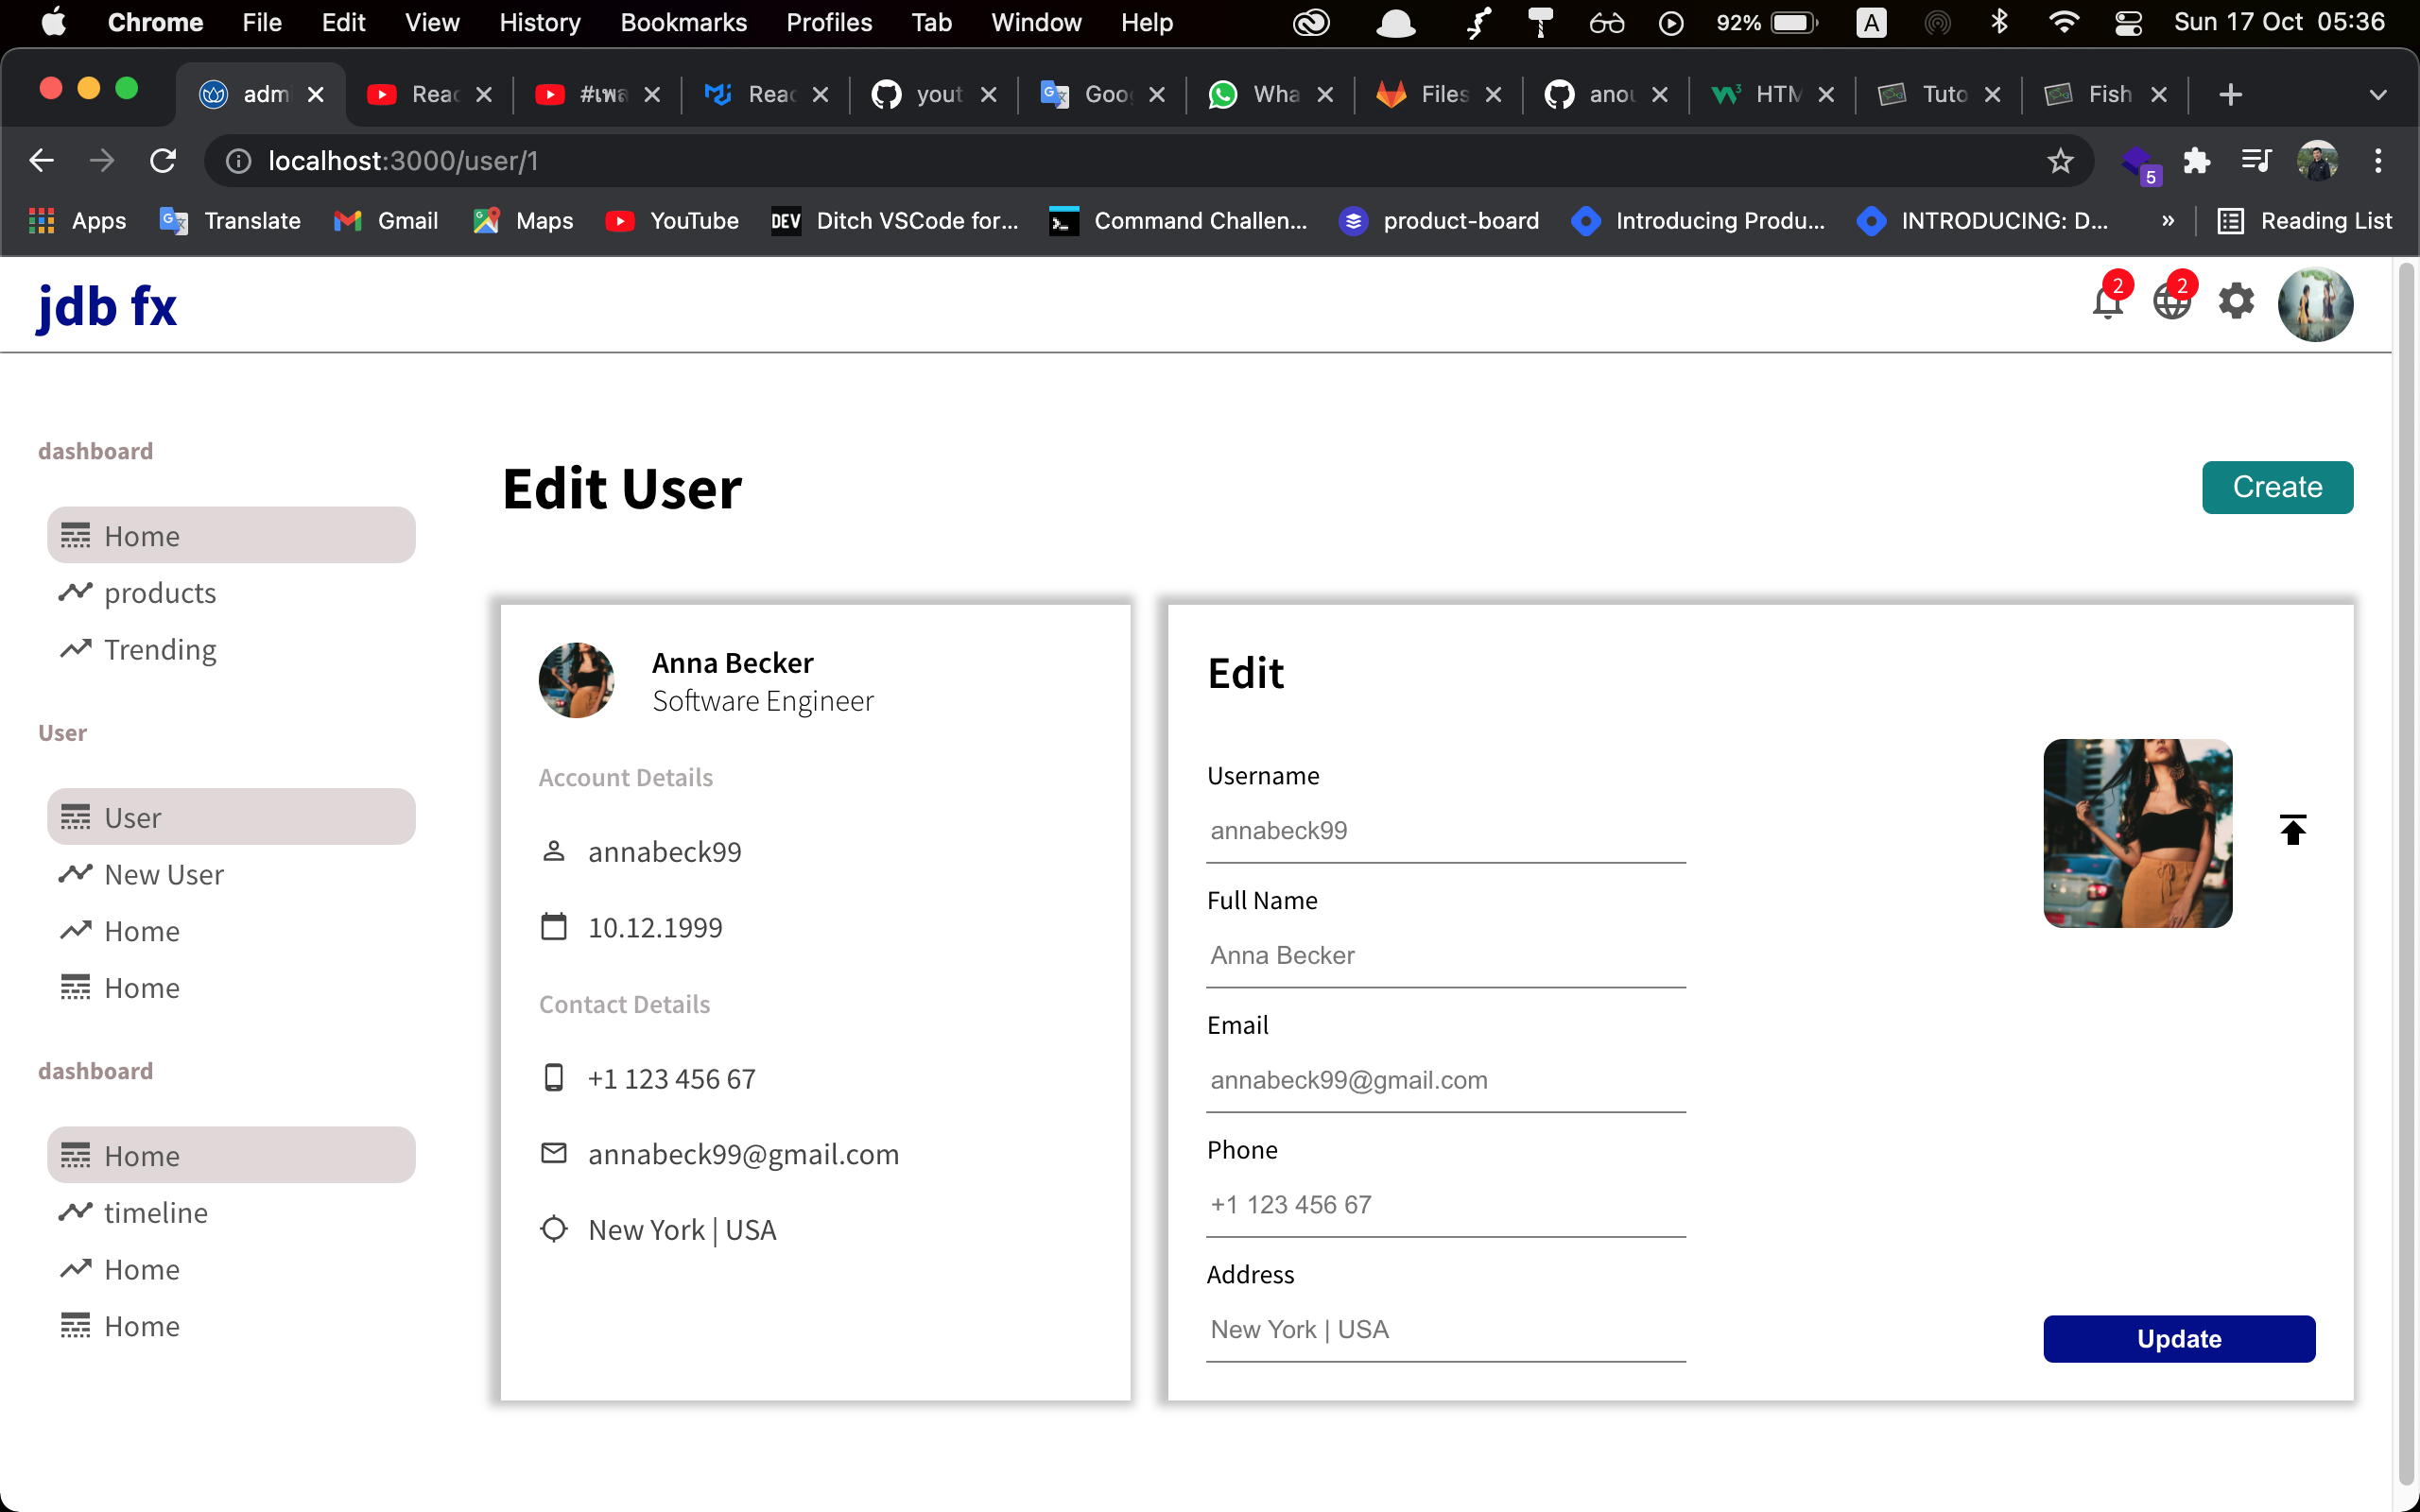 Chrome File Edit View History Bookmarks Profiles Tab Window Help 92% A Sun 17 Oct 05:36
adm Reac #เพล Reac yout Goo Wha Files anou HTM Tuto Fish
localhost:3000/user/1 5
Apps Translate Gmail Maps YouTube DEV Ditch VSCode for... Command Challen... product-board Introducing Produ... INTRODUCING: D... » Reading List
jdb fx 2 2
dashboard
Home
products
Trending
User
User
New User
Home
Home
dashboard
Home
timeline
Home
Home
Edit User Create
Anna Becker
Software Engineer
Account Details
annabeck99
10.12.1999
Contact Details
+1 123 456 67
annabeck99@gmail.com
New York | USA
Edit
Username
annabeck99
Full Name
Anna Becker
Email
annabeck99@gmail.com
Phone
+1 123 456 67
Address
New York | USA
Update